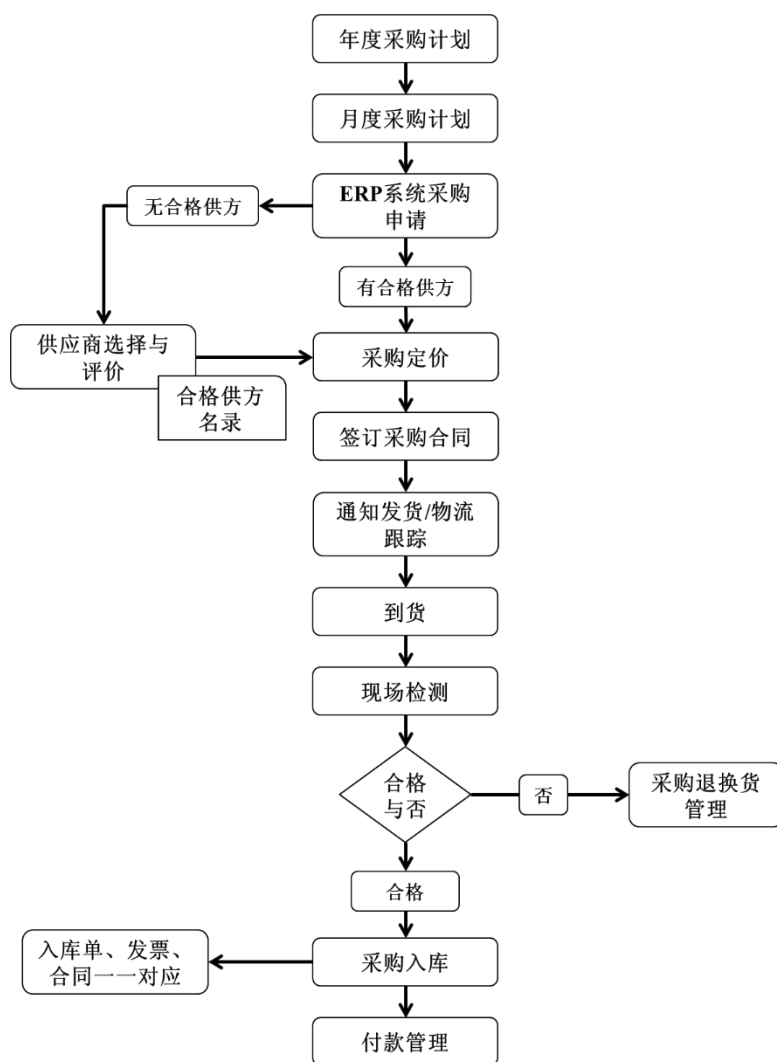 年度采购计划
月度采购计划
ERP系统采购
申请
无合格供方
有合格供方
供应商选择与
评价
合格供方
名录
采购定价
签订采购合同
通知发货/物流
跟踪
到货
现场检测
合格
与否
否
采购退换货
管理
合格
采购入库
入库单、发票、
合同一一对应
付款管理